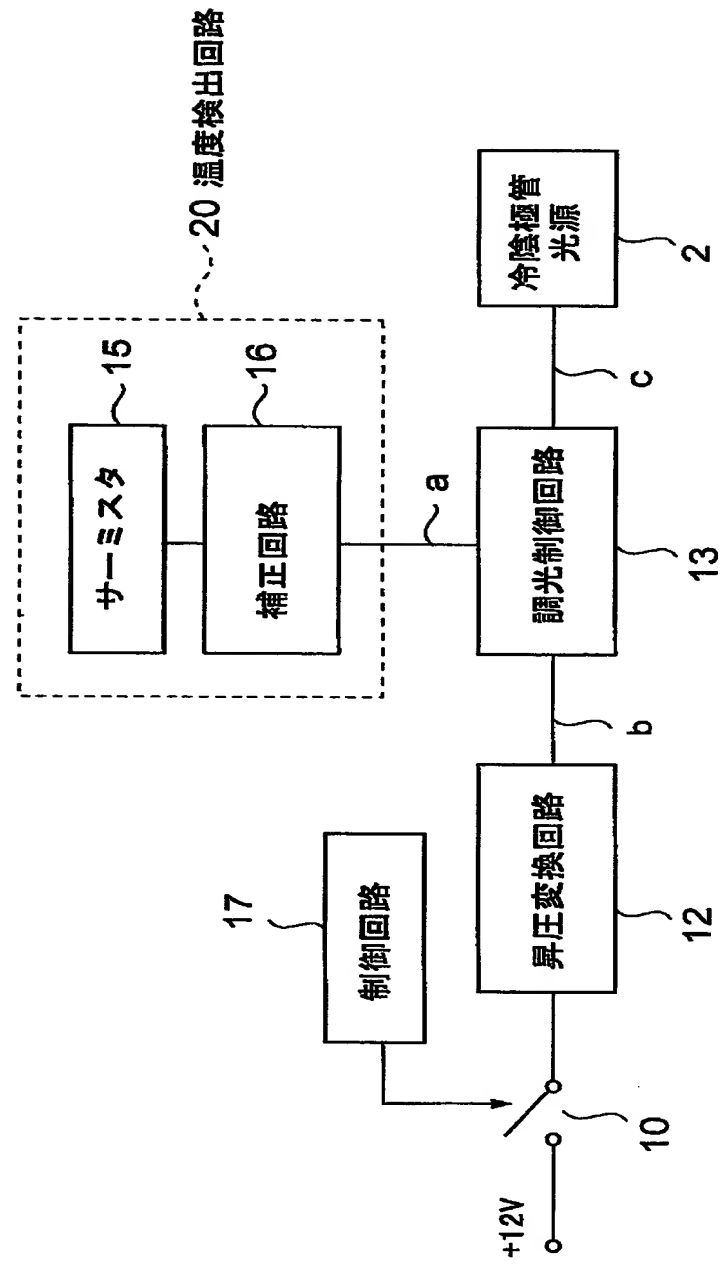 20 温度検出回路
15
サーミスタ
16
補正回路
a
17
制御回路
+12V
10
昇圧変換回路
12
b
調光制御回路
13
c
冷陰極管
光源
2